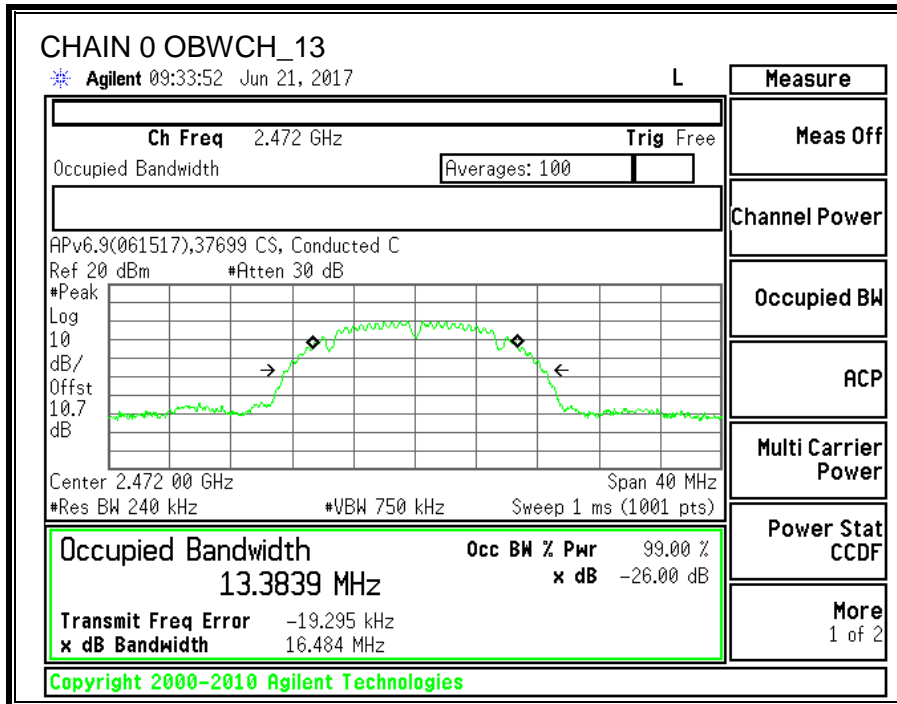 CHAIN 0 OBWCH_13
Agilent 09:33:52 Jun 21, 2017 L
Measure
Ch Freq 2.472 GHz Trig Free
Occupied Bandwidth Averages: 100
APv6.9(061517),37699 CS, Conducted C
Ref 20 dBm #Atten 30 dB
#Peak
Log
10
dB/
Offst
10.7
dB
Center 2.472 00 GHz Span 40 MHz
#Res BW 240 kHz #VBW 750 kHz Sweep 1 ms (1001 pts)
Occupied Bandwidth Occ BW % Pwr 99.00 %
13.3839 MHz x dB -26.00 dB
Transmit Freq Error -19.295 kHz
x dB Bandwidth 16.484 MHz
Meas Off
Channel Power
Occupied BW
ACP
Multi Carrier
Power
Power Stat
CCDF
More
1 of 2
Copyright 2000-2010 Agilent Technologies